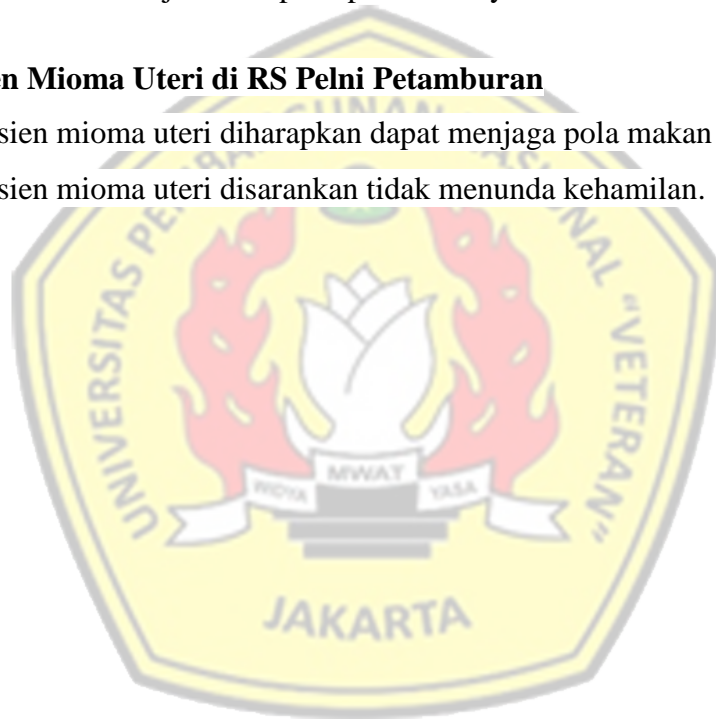 en Mioma Uteri di RS Pelni Petamburan
sien mioma uteri diharapkan dapat menjaga pola makan
sien mioma uteri disarankan tidak menunda kehamilan.
UNIVERSITAS
"VETERAN"
WIDYA MWAT YASA
JAKARTA